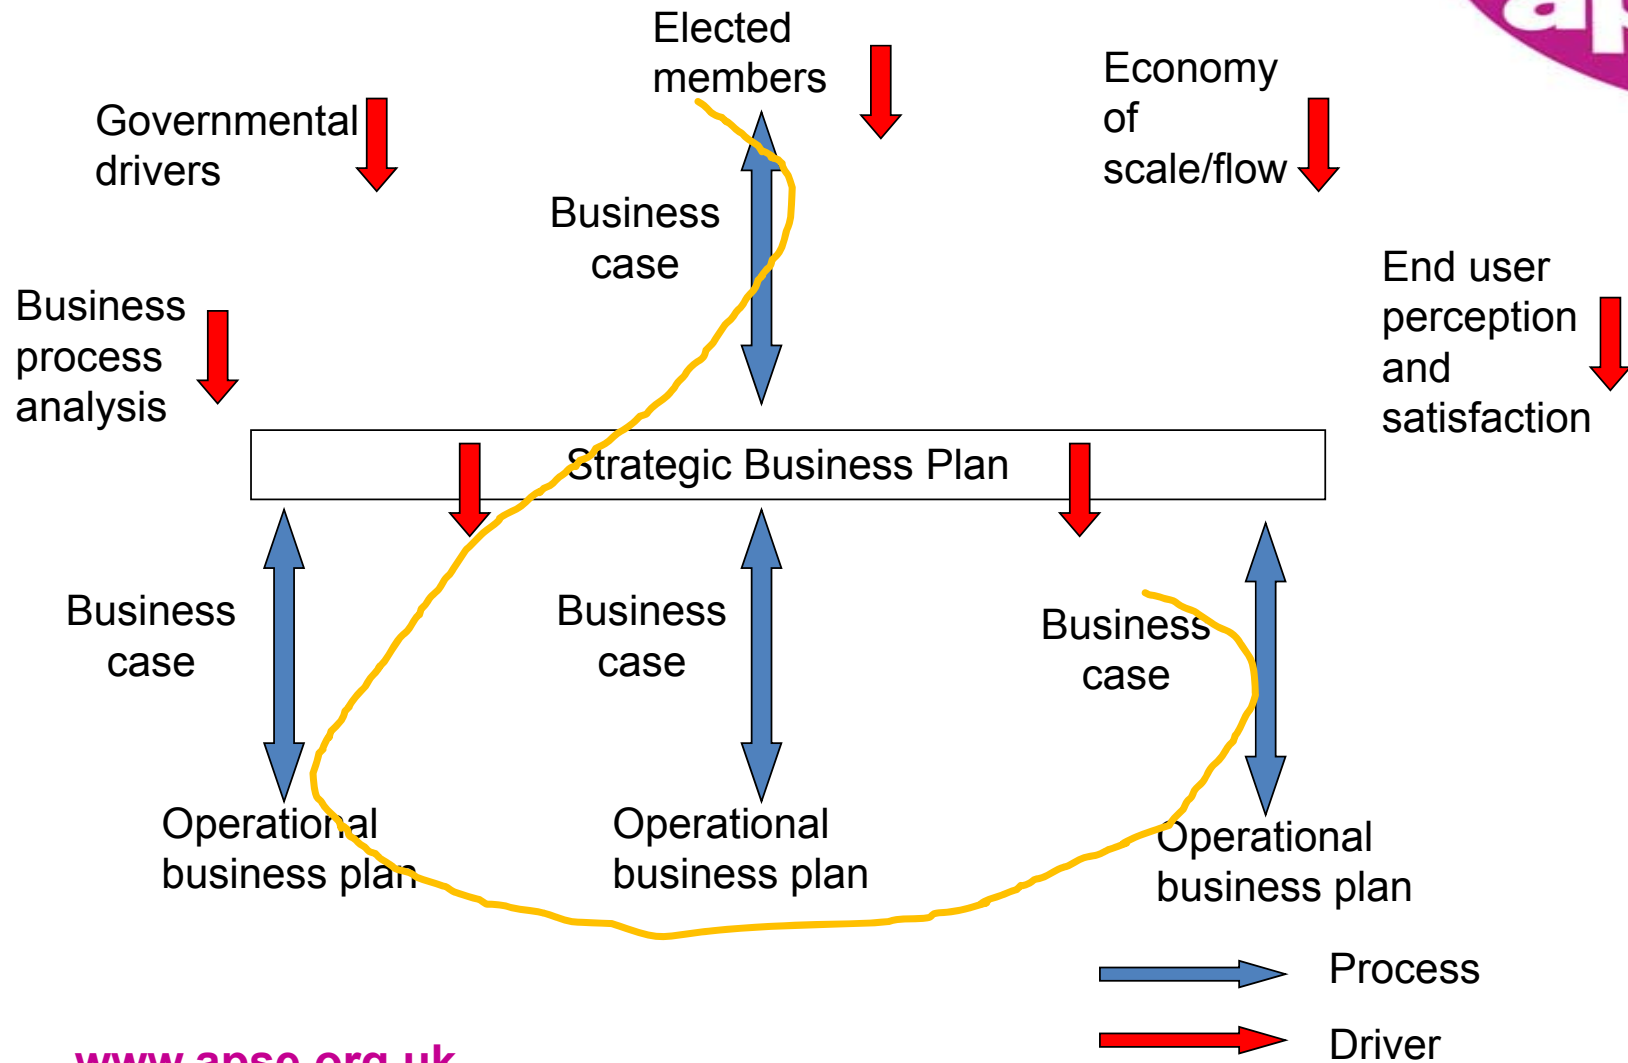 Elected
members
Economy
of
scale/flow
Governmental
drivers
Business
case
End user
perception
and
satisfaction
Business
process
analysis
Strategic Business Plan
Business
case
Business
case
Business
case
Operational
business plan
Operational
business plan
Operational
business plan
Process
Driver
www.apse.org.uk